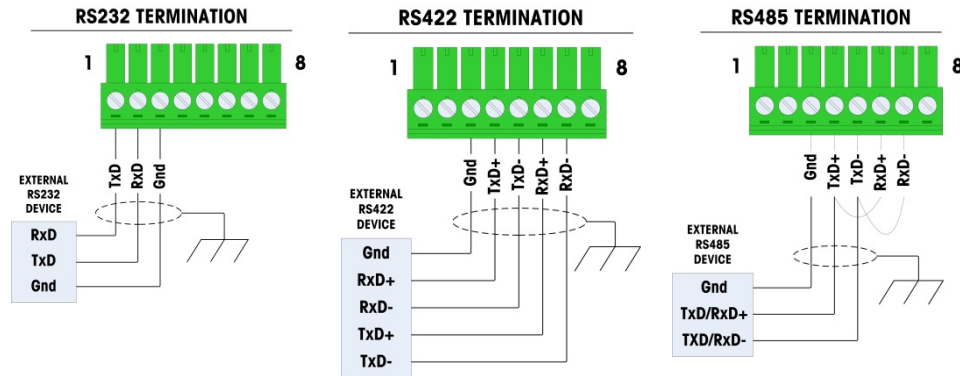 RS232 TERMINATION
1
8
TxD
RxD
Gnd
EXTERNAL
RS232
DEVICE
RxD
TxD
Gnd
RS422 TERMINATION
1
8
Gnd
TxD+
TxD-
RxD+
RxD-
EXTERNAL
RS422
DEVICE
Gnd
RxD+
RxD-
TxD+
TxD-
RS485 TERMINATION
1
8
Gnd
TxD+
TxD-
RxD+
RxD-
EXTERNAL
RS485
DEVICE
Gnd
TxD/RxD+
TXD/RxD-